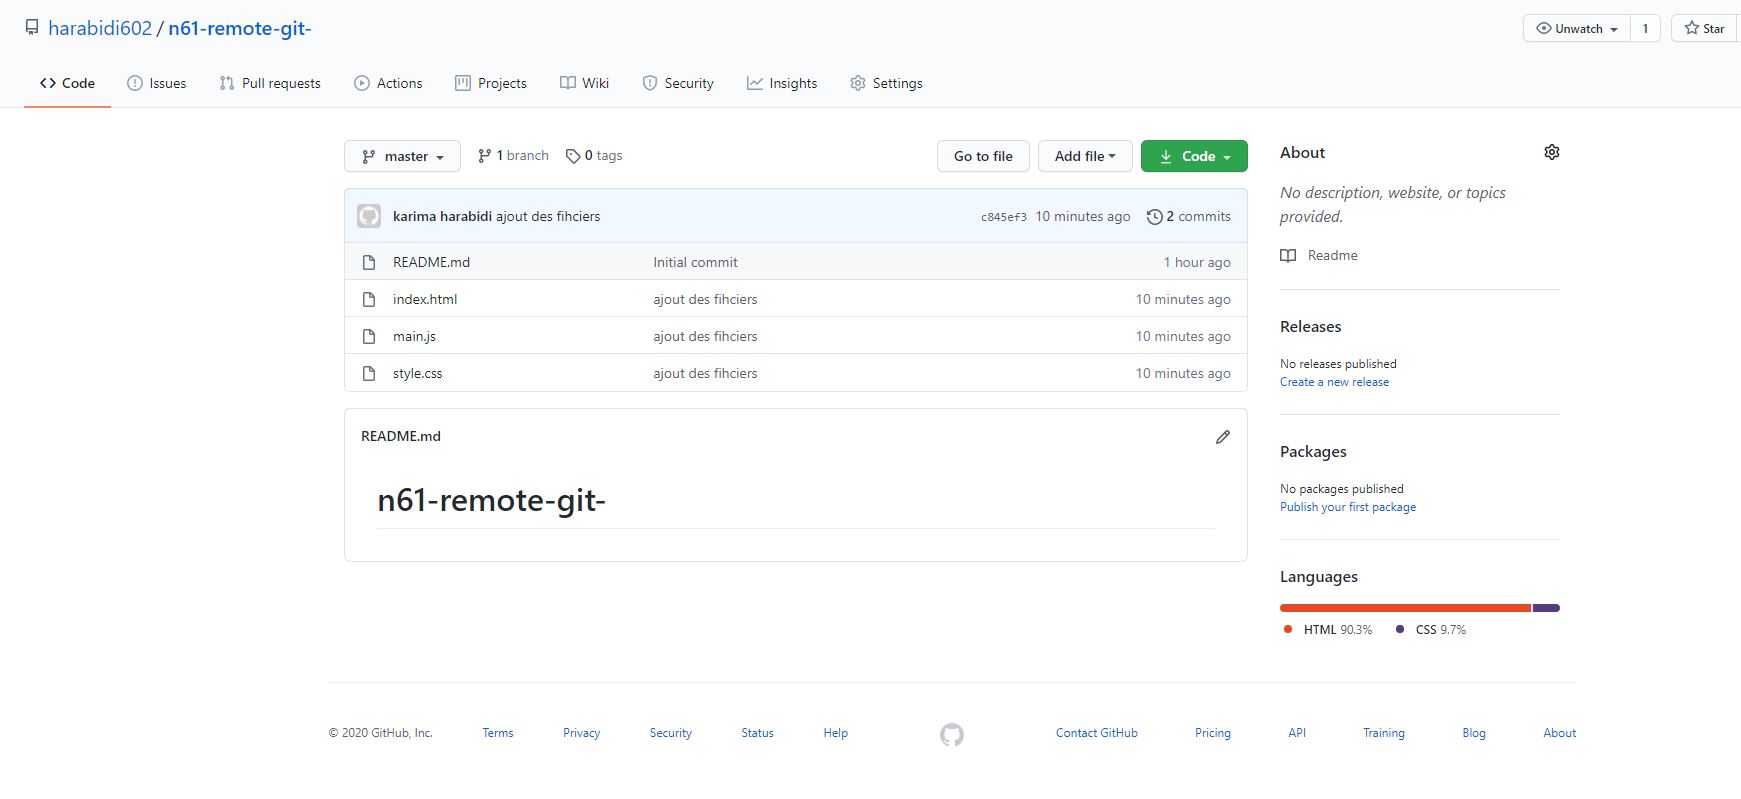 harabidi602 / n61-remote-git-
Unwatch 1 Star
Code Issues Pull requests Actions Projects Wiki Security Insights Settings
master 1 branch 0 tags Go to file Add file Code
karima harabidi ajout des fihciers c845ef3 10 minutes ago 2 commits
README.md Initial commit 1 hour ago
index.html ajout des fihciers 10 minutes ago
main.js ajout des fihciers 10 minutes ago
style.css ajout des fihciers 10 minutes ago
README.md
n61-remote-git-
About
No description, website, or topics
provided.
Readme
Releases
No releases published
Create a new release
Packages
No packages published
Publish your first package
Languages
HTML 90.3% CSS 9.7%
© 2020 GitHub, Inc. Terms Privacy Security Status Help Contact GitHub Pricing API Training Blog About